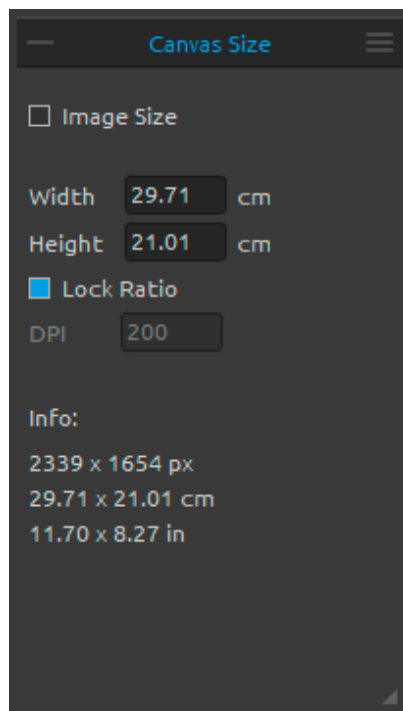 Canvas Size
Image Size
Width 29.71 cm
Height 21.01 cm
Lock Ratio
DPI 200
Info:
2339 x 1654 px
29.71 x 21.01 cm
11.70 x 8.27 in